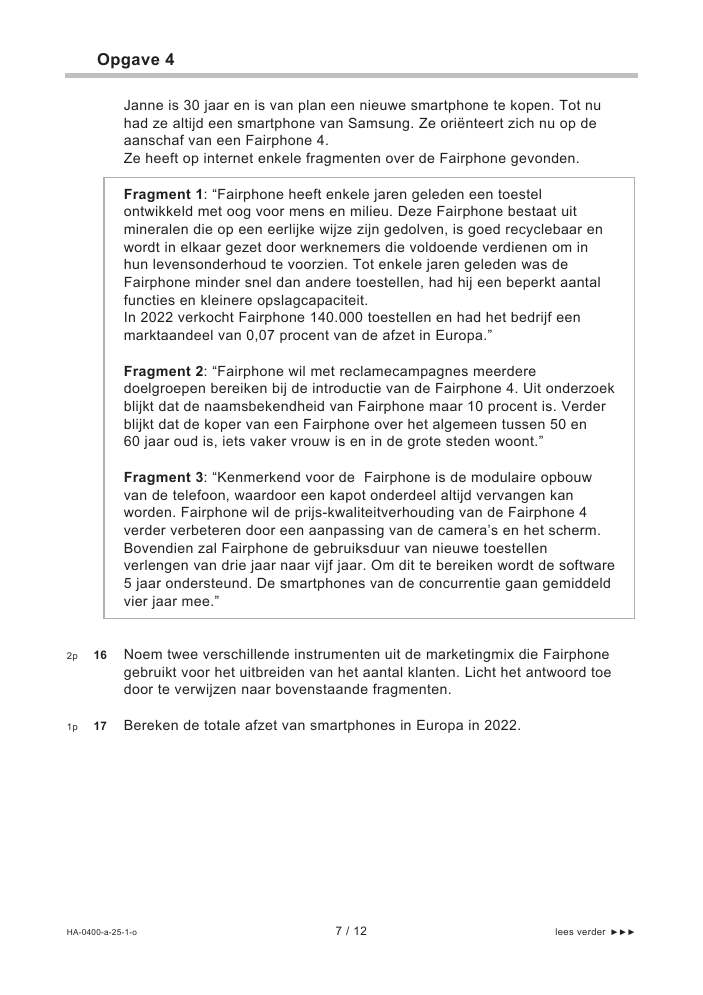 Opgave 4
Janne is 30 jaar en is van plan een nieuwe smartphone te kopen. Tot nu
had ze altijd een smartphone van Samsung. Ze oriënteert zich nu op de
aanschaf van een Fairphone 4.
Ze heeft op internet enkele fragmenten over de Fairphone gevonden.
Fragment 1: “Fairphone heeft enkele jaren geleden een toestel
ontwikkeld met oog voor mens en milieu. Deze Fairphone bestaat uit
mineralen die op een eerlijke wijze zijn gedolven, is goed recyclebaar en
wordt in elkaar gezet door werknemers die voldoende verdienen om in
hun levensonderhoud te voorzien. Tot enkele jaren geleden was de
Fairphone minder snel dan andere toestellen, had hij een beperkt aantal
functies en kleinere opslagcapaciteit.
In 2022 verkocht Fairphone 140.000 toestellen en had het bedrijf een
marktaandeel van 0,07 procent van de afzet in Europa.”
Fragment 2: “Fairphone wil met reclamecampagnes meerdere
doelgroepen bereiken bij de introductie van de Fairphone 4. Uit onderzoek
blijkt dat de naamsbekendheid van Fairphone maar 10 procent is. Verder
blijkt dat de koper van een Fairphone over het algemeen tussen 50 en
60 jaar oud is, iets vaker vrouw is en in de grote steden woont.”
Fragment 3: “Kenmerkend voor de Fairphone is de modulaire opbouw
van de telefoon, waardoor een kapot onderdeel altijd vervangen kan
worden. Fairphone wil de prijs-kwaliteitverhouding van de Fairphone 4
verder verbeteren door een aanpassing van de camera’s en het scherm.
Bovendien zal Fairphone de gebruiksduur van nieuwe toestellen
verlengen van drie jaar naar vijf jaar. Om dit te bereiken wordt de software
5 jaar ondersteund. De smartphones van de concurrentie gaan gemiddeld
vier jaar mee.”
2p 16 Noem twee verschillende instrumenten uit de marketingmix die Fairphone
gebruikt voor het uitbreiden van het aantal klanten. Licht het antwoord toe
door te verwijzen naar bovenstaande fragmenten.
1p 17 Bereken de totale afzet van smartphones in Europa in 2022.
HA-0400-a-25-1-o 7 / 12 lees verder ►►►